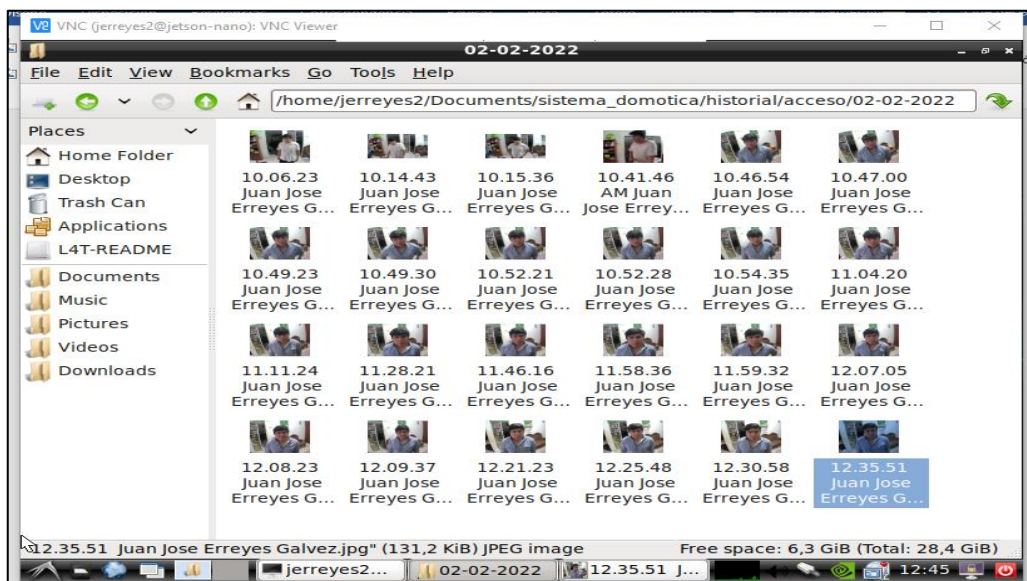 VNC (jerreyes2@jetson-nano): VNC Viewer
02-02-2022
File Edit View Bookmarks Go Tools Help
/home/jerreyes2/Documents/sistema_domotica/historial/acceso/02-02-2022
Places
Home Folder
Desktop
Trash Can
Applications
L4T-README
Documents
Music
Pictures
Videos
Downloads
10.06.23 10.14.43 10.15.36 10.41.46 10.46.54 10.47.00
Juan Jose Juan Jose Juan Jose AM Juan Juan Jose Juan Jose
Erreyes G... Erreyes G... Erreyes G... Jose Errey... Erreyes G... Erreyes G...
10.49.23 10.49.30 10.52.21 10.52.28 10.54.35 11.04.20
Juan Jose Juan Jose Juan Jose Juan Jose Juan Jose Juan Jose
Erreyes G... Erreyes G... Erreyes G... Erreyes G... Erreyes G... Erreyes G...
11.11.24 11.28.21 11.46.16 11.58.36 11.59.32 12.07.05
Juan Jose Juan Jose Juan Jose Juan Jose Juan Jose Juan Jose
Erreyes G... Erreyes G... Erreyes G... Erreyes G... Erreyes G... Erreyes G...
12.08.23 12.09.37 12.21.23 12.25.48 12.30.58 12.35.51
Juan Jose Juan Jose Juan Jose Juan Jose Juan Jose Juan Jose
Erreyes G... Erreyes G... Erreyes G... Erreyes G... Erreyes G... Erreyes G...
12.35.51 Juan Jose Erreyes Galvez.jpg" (131,2 KiB) JPEG image Free space: 6,3 GiB (Total: 28,4 GiB)
jerreyes2... 02-02-2022 12.35.51 J... 12:45